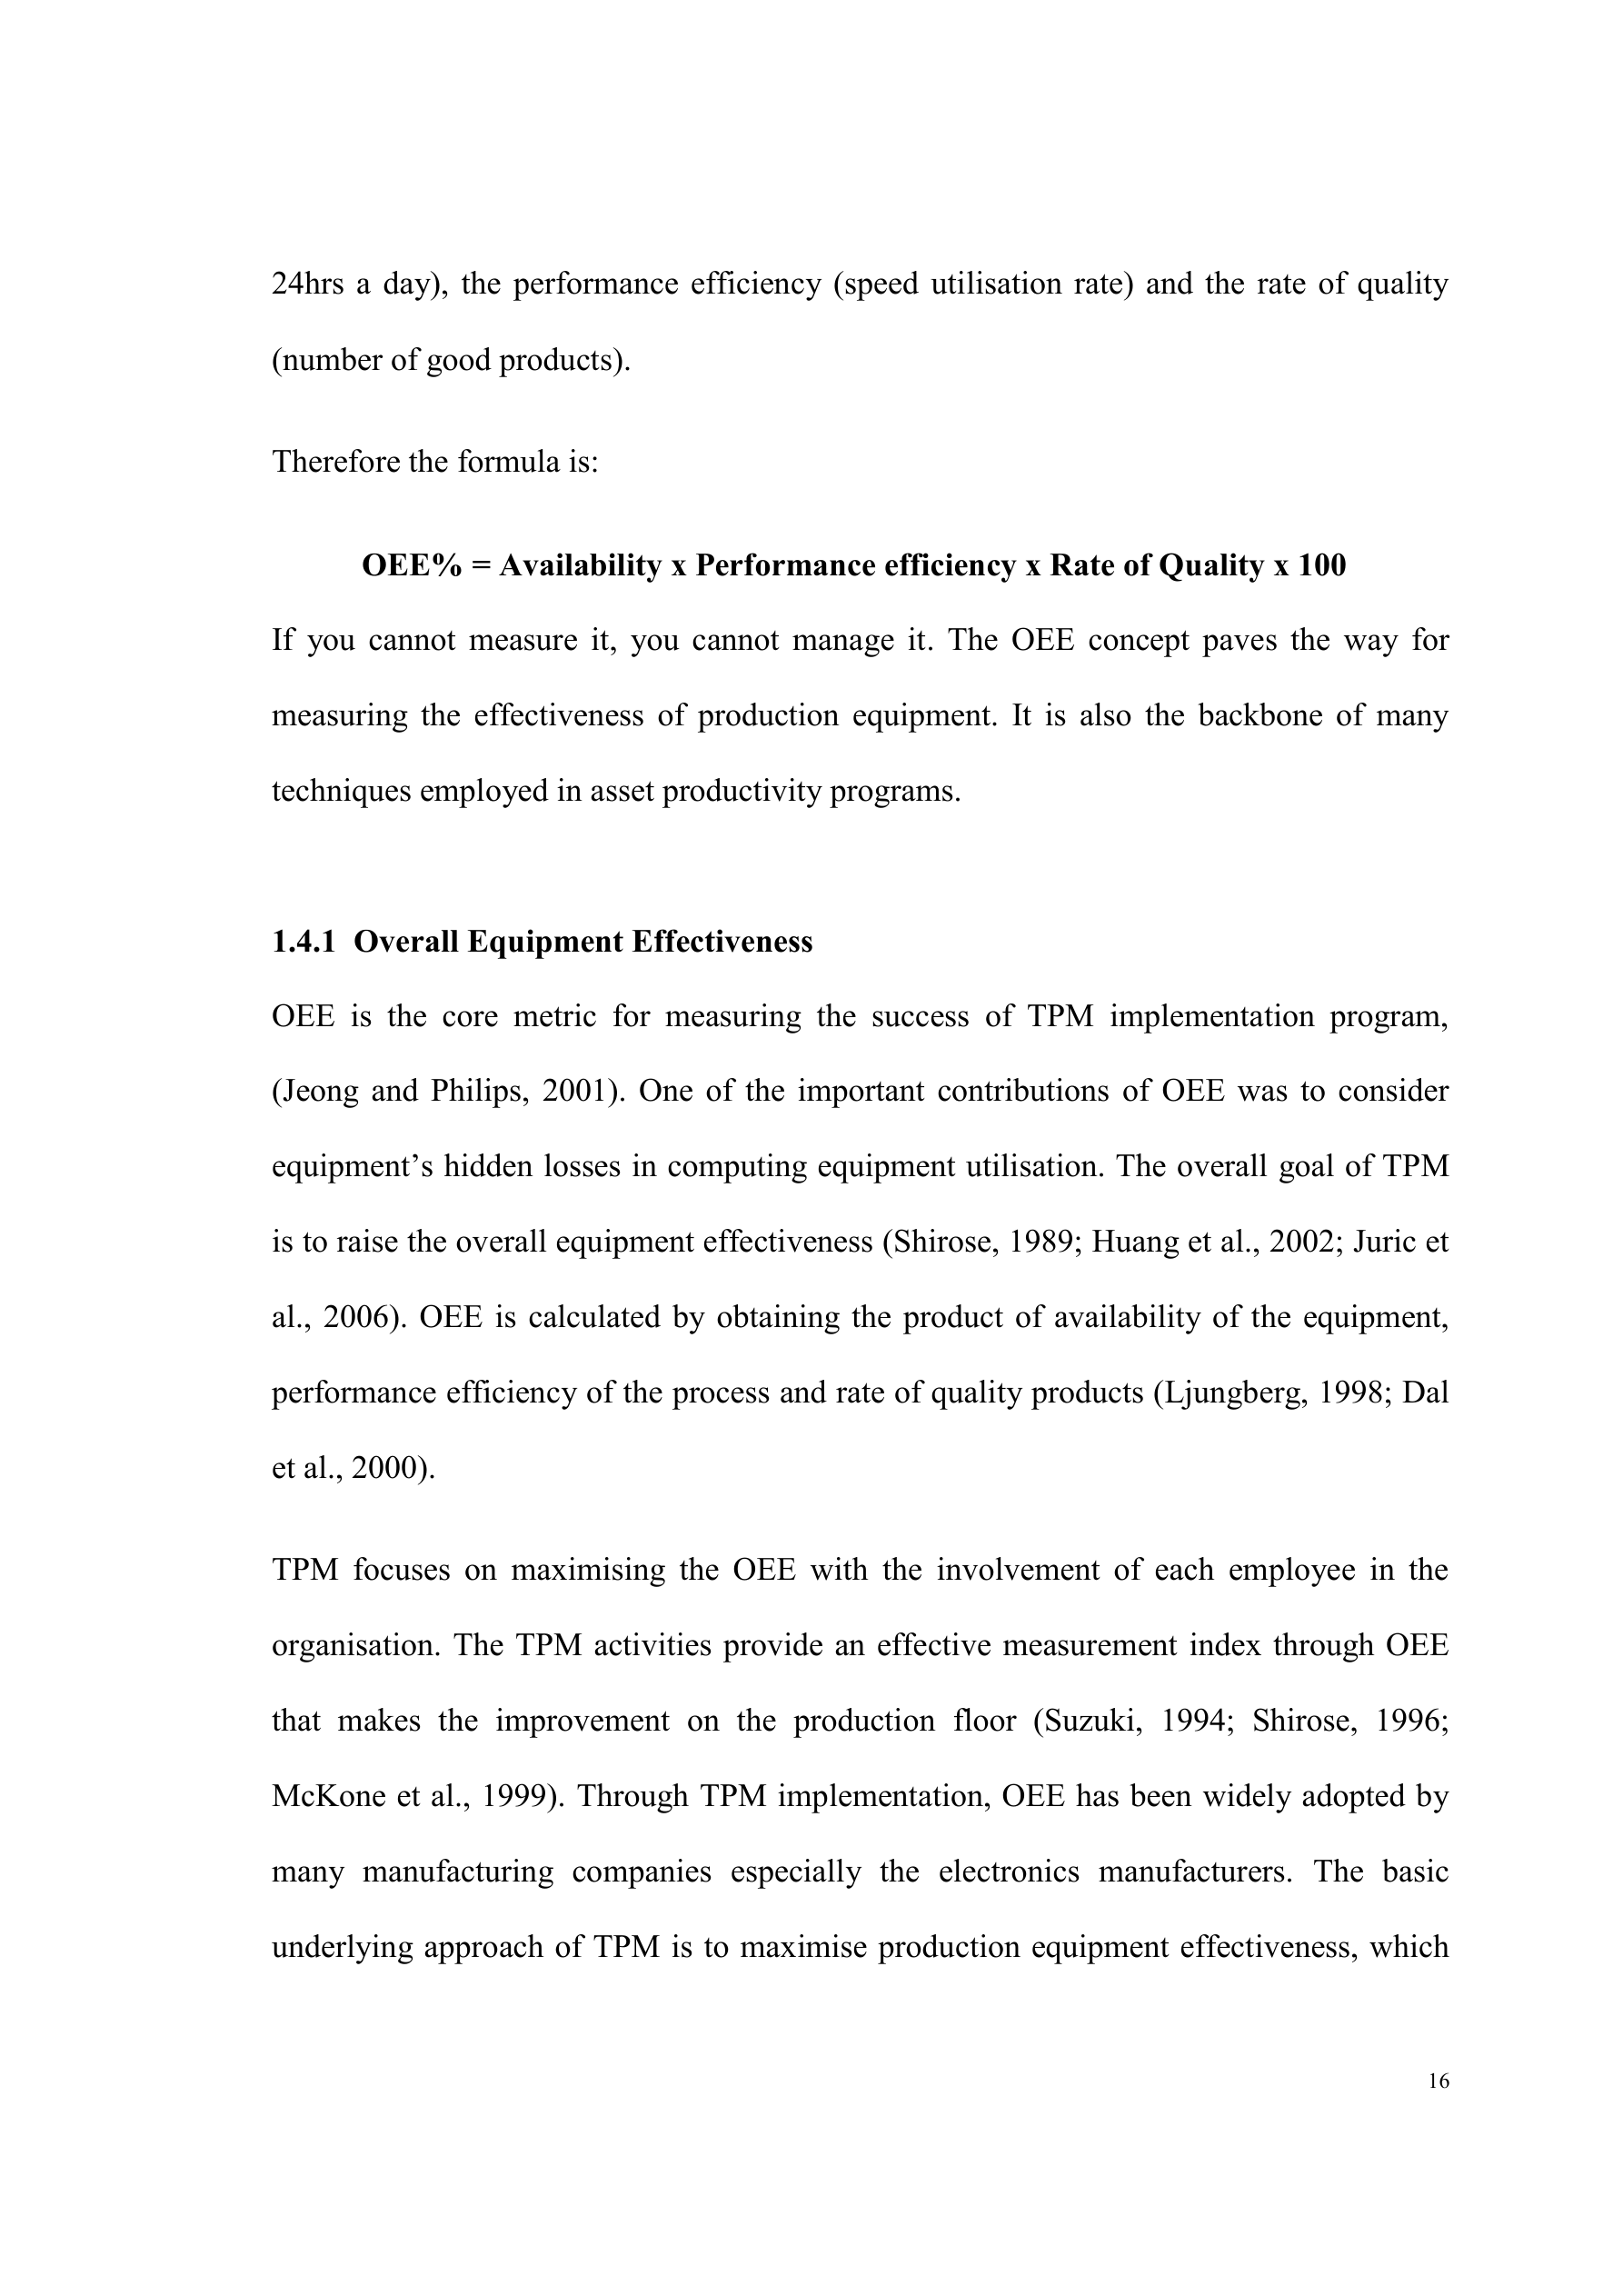 24hrs a day), the performance efficiency (speed utilisation rate) and the rate of quality
(number of good products).
Therefore the formula is:
OEE% = Availability x Performance efficiency x Rate of Quality x 100
If you cannot measure it, you cannot manage it. The OEE concept paves the way for
measuring the effectiveness of production equipment. It is also the backbone of many
techniques employed in asset productivity programs.
1.4.1 Overall Equipment Effectiveness
OEE is the core metric for measuring the success of TPM implementation program,
(Jeong and Philips, 2001). One of the important contributions of OEE was to consider
equipment’s hidden losses in computing equipment utilisation. The overall goal of TPM
is to raise the overall equipment effectiveness (Shirose, 1989; Huang et al., 2002; Juric et
al., 2006). OEE is calculated by obtaining the product of availability of the equipment,
performance efficiency of the process and rate of quality products (Ljungberg, 1998; Dal
et al., 2000).
TPM focuses on maximising the OEE with the involvement of each employee in the
organisation. The TPM activities provide an effective measurement index through OEE
that makes the improvement on the production floor (Suzuki, 1994; Shirose, 1996;
McKone et al., 1999). Through TPM implementation, OEE has been widely adopted by
many manufacturing companies especially the electronics manufacturers. The basic
underlying approach of TPM is to maximise production equipment effectiveness, which
16